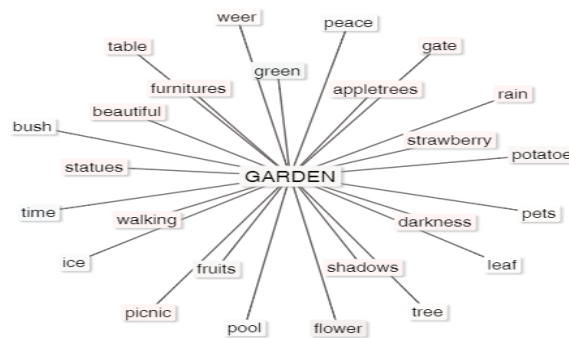 weer
peace
table
gate
green
furnitures
appletrees
rain
beautiful
bush
strawberry
potatoe
statues
GARDEN
time
walking
darkness
pets
ice
fruits
shadows
leaf
picnic
tree
pool
flower